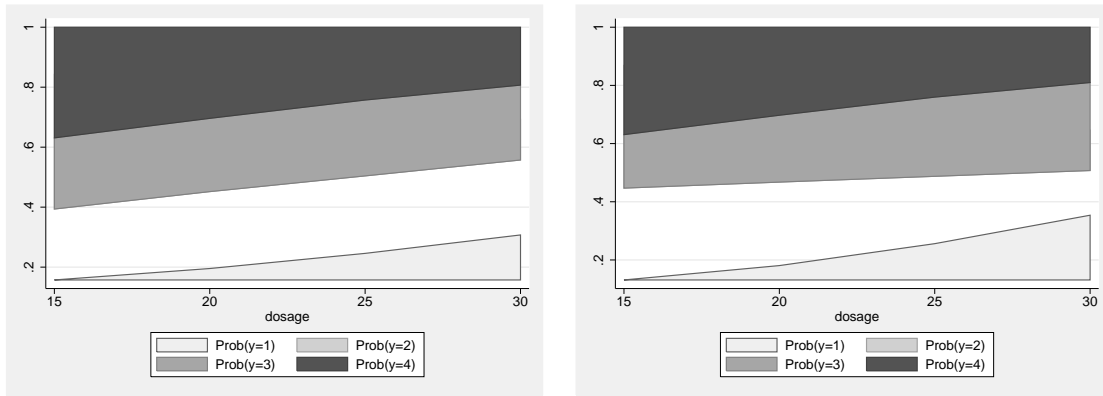 1
.8
.6
.4
.2
15 20 25 30
dosage
Prob(y=1) Prob(y=2)
Prob(y=3) Prob(y=4)
1
.8
.6
.4
.2
15 20 25 30
dosage
Prob(y=1) Prob(y=2)
Prob(y=3) Prob(y=4)